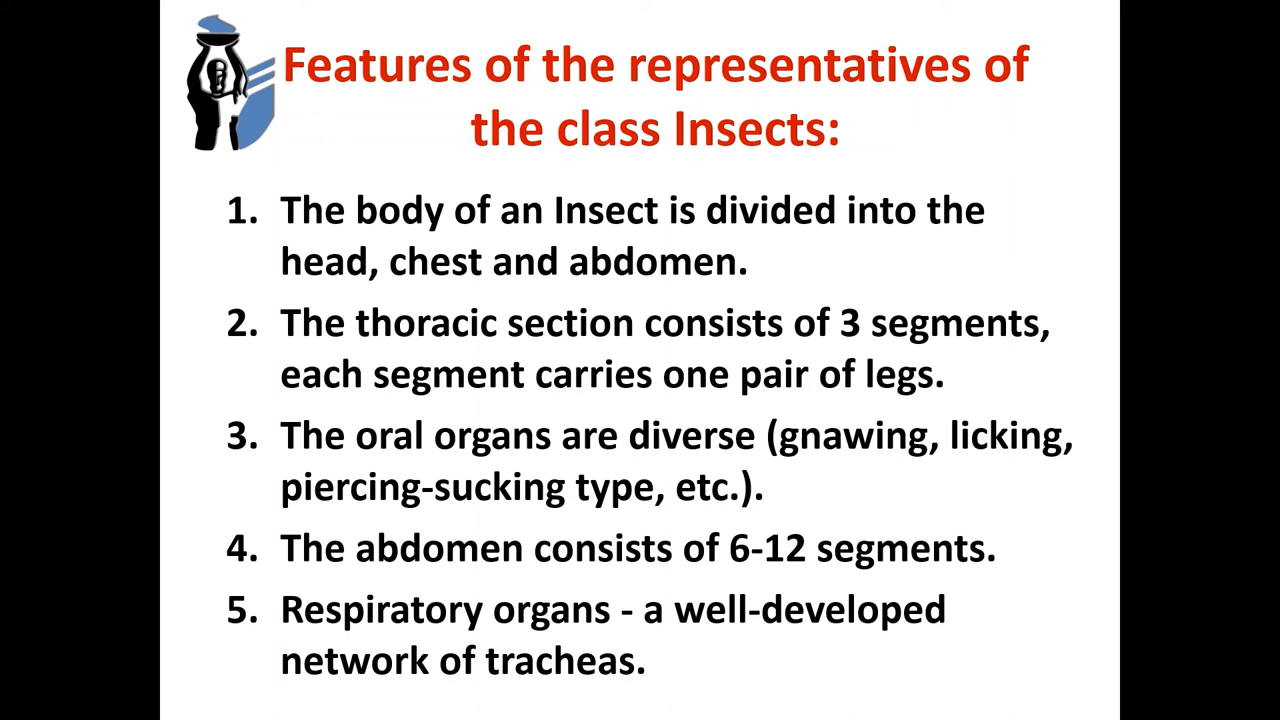 Features of the representatives of
the class Insects:
1. The body of an Insect is divided into the
head, chest and abdomen.
2. The thoracic section consists of 3 segments,
each segment carries one pair of legs.
3. The oral organs are diverse (gnawing, licking,
piercing-sucking type, etc.).
4. The abdomen consists of 6-12 segments.
5. Respiratory organs - a well-developed
network of tracheas.